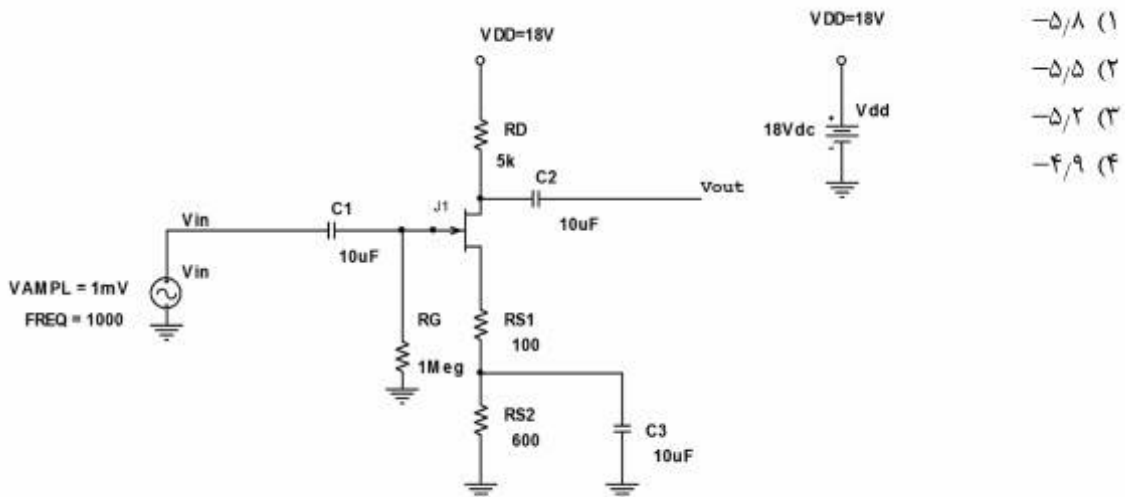 VDD=18V
RD
5k
C2
10uF
Vout
J1
C1
10uF
Vin
Vin
VAMPL = 1mV
FREQ = 1000
RG
1Meg
RS1
100
RS2
600
C3
10uF
VDD=18V
Vdd
18Vdc
+
-
۱) -۵٫۸
۲) -۵٫۵
۳) -۵٫۲
۴) -۴٫۹